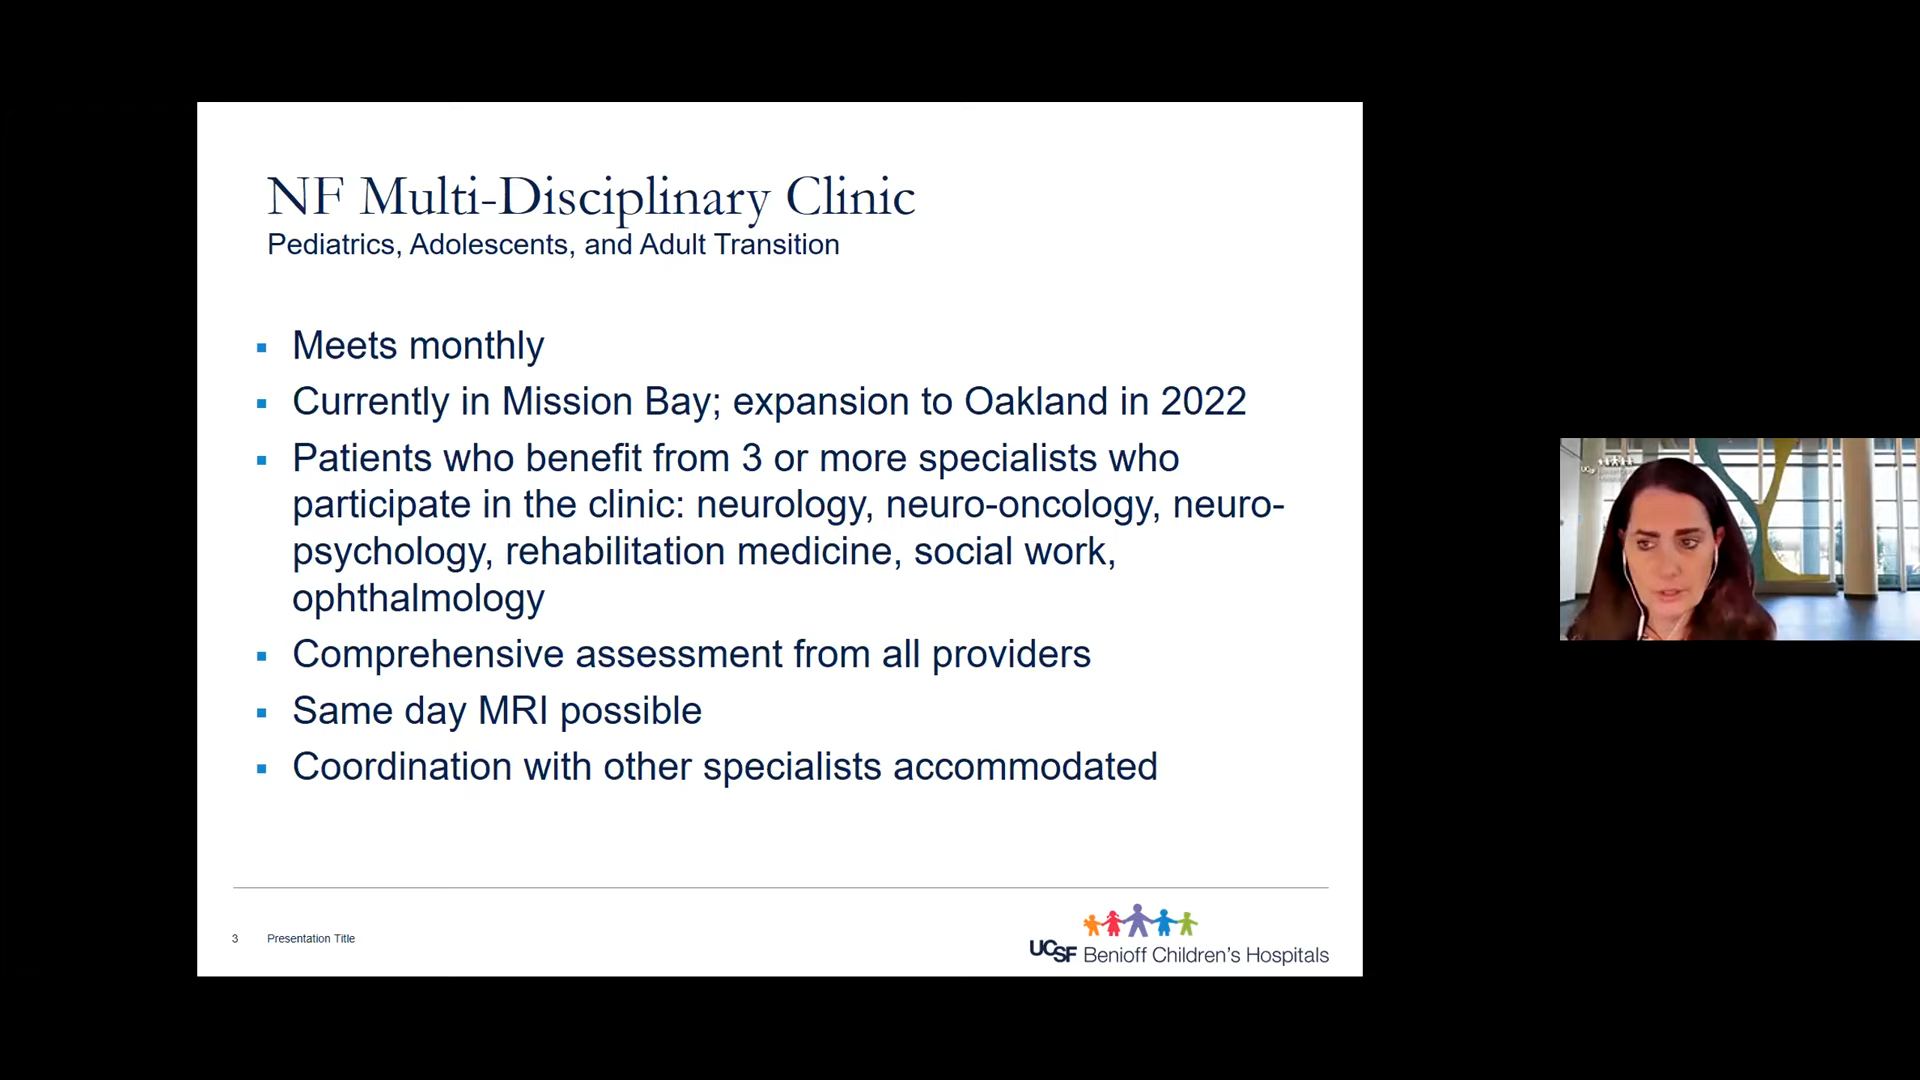 NF Multi-Disciplinary Clinic
Pediatrics, Adolescents, and Adult Transition
▪ Meets monthly
▪ Currently in Mission Bay; expansion to Oakland in 2022
▪ Patients who benefit from 3 or more specialists who
participate in the clinic: neurology, neuro-oncology, neuro-
psychology, rehabilitation medicine, social work,
ophthalmology
▪ Comprehensive assessment from all providers
▪ Same day MRI possible
▪ Coordination with other specialists accommodated
3 Presentation Title
UCSF Benioff Children's Hospitals
UCSF